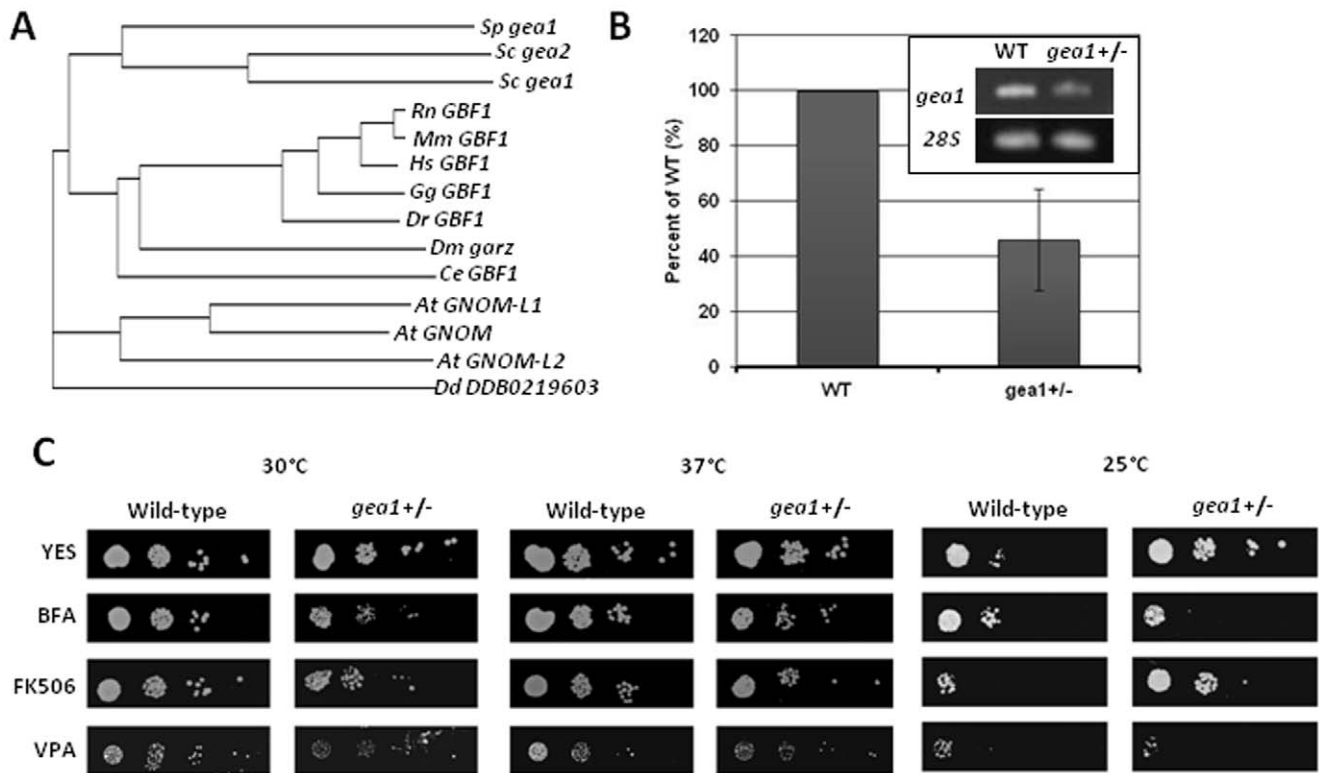 A
Sp gea1
Sc gea2
Sc gea1
Rn GBF1
Mm GBF1
Hs GBF1
Gg GBF1
Dr GBF1
Dm garz
Ce GBF1
At GNOM-L1
At GNOM
At GNOM-L2
Dd DDB0219603
B
Percent of WT (%)
120
100
80
60
40
20
0
WT gea1+/-
gea1
28S
WT gea1+/-
C
30°C 37°C 25°C
Wild-type gea1+/- Wild-type gea1+/- Wild-type gea1+/-
YES
BFA
FK506
VPA